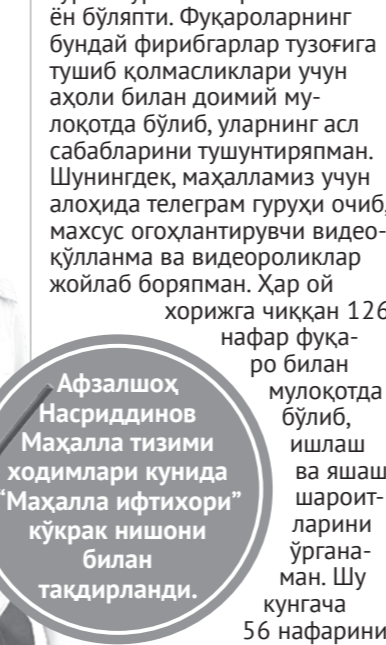 ён бўляпти. Фуқароларнинг
бундай фирибгарлар тузоғига
тушиб қолмасликлари учун
аҳоли билан доимий му-
лоқотда бўлиб, уларнинг асл
сабабларини тушунтиряпман.
Шунингдек, маҳалламиз учун
алоҳида телеграм гуруҳи очиб,
махсус огоҳлантирувчи видео-
қўлланма ва видеороликлар
жойлаб боряпман. Ҳар ой
хорижга чиққан 126
нафар фуқа-
ро билан
мулоқотда
бўлиб,
ишлаш
ва яшаш
шароит-
ларини
ўргана-
ман. Шу
кунгача
56 нафарини
Афзалшоҳ
Насриддинов
Маҳалла тизими
ходимлари кунида
“Маҳалла ифтихори”
кўкрак нишони
билан
тақдирланди.